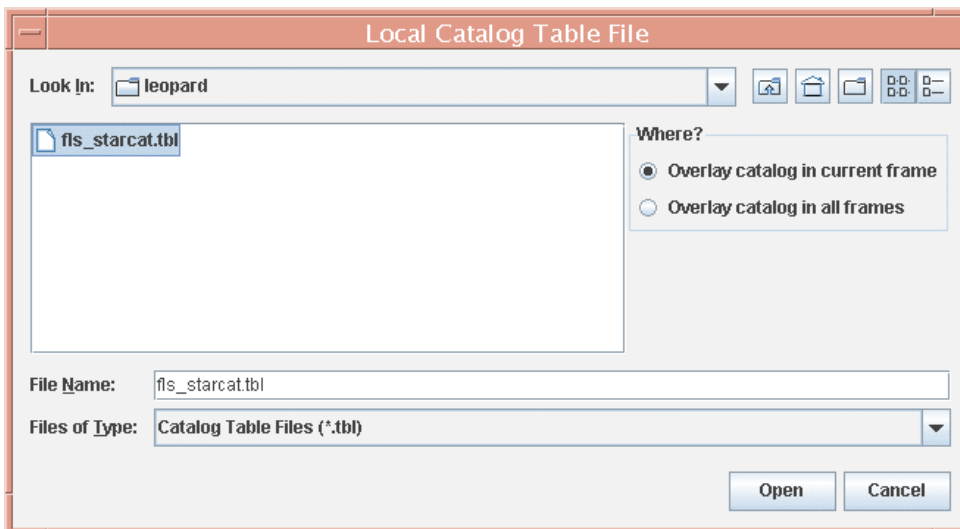 Local Catalog Table File
Look In: leopard
fls_starcat.tbl
Where?
Overlay catalog in current frame
Overlay catalog in all frames
File Name: fls_starcat.tbl
Files of Type: Catalog Table Files (*.tbl)
Open Cancel